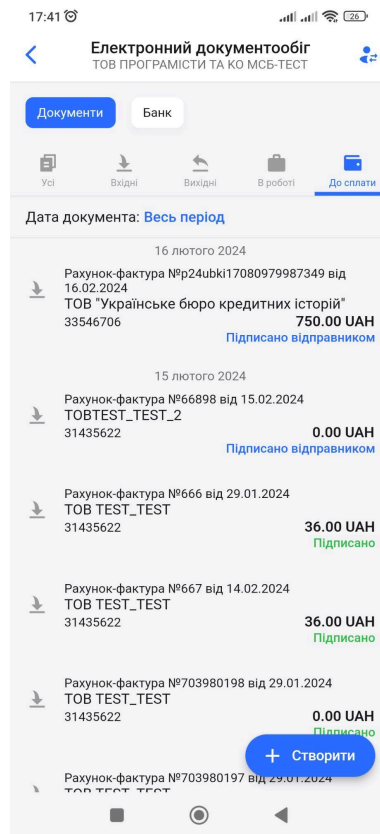 17:41
26
Електронний документообіг
ТОВ ПРОГРАМІСТИ ТА КО МСБ-ТЕСТ
Документи
Банк
Усі
Вхідні
Вихідні
В роботі
До сплати
Дата документа: Весь період
16 лютого 2024
Рахунок-фактура №p24ubki17080979987349 від
16.02.2024
ТОВ "Українське бюро кредитних історій"
33546706
750.00 UAH
Підписано відправником
15 лютого 2024
Рахунок-фактура №66898 від 15.02.2024
TOBTEST_TEST_2
31435622
0.00 UAH
Підписано відправником
Рахунок-фактура №666 від 29.01.2024
ТОВ TEST_TEST
31435622
36.00 UAH
Підписано
Рахунок-фактура №667 від 14.02.2024
ТОВ TEST_TEST
31435622
36.00 UAH
Підписано
Рахунок-фактура №703980198 від 29.01.2024
ТОВ TEST_TEST
31435622
0.00 UAH
Підписано
+ Створити
Рахунок-фактура №703980197 від 29.01.2024
ТОВ TEST_TEST